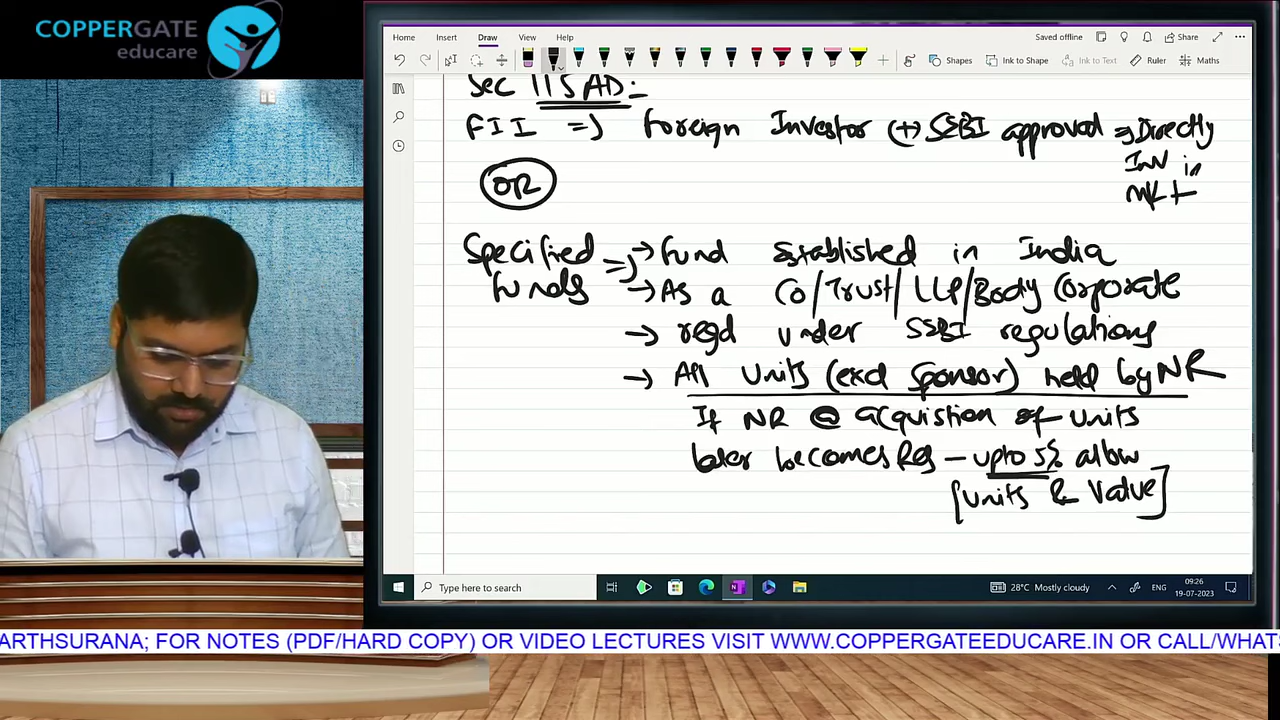 COPPERGATE
educare
Home Insert Draw View Help
Saved offline
Share
Shapes Ink to Shape Ink to Text Ruler Maths
Sec 115AD:-
FII => Foreign Investor (+) SEBI approved => Directly
Inv in
Mkt
OR
Specified => → Fund established in India
funds → As a Co/Trust/LLP/Body Corporate
→ regd under SEBI regulations
→ All Units (excl sponsor) held by NR
If NR @ acquistion of units
later becomes Res - upto 5% allow
[units & value]
Type here to search
28°C Mostly cloudy
ENG
09:26
19-07-2023
ARTHSURANA; FOR NOTES (PDF/HARD COPY) OR VIDEO LECTURES VISIT WWW.COPPERGATEEDUCARE.IN OR CALL/WHATS